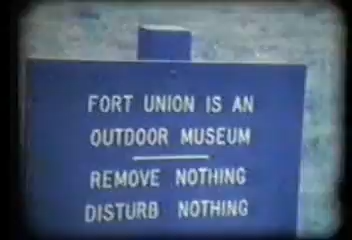 FORT UNION IS AN
OUTDOOR MUSEUM
REMOVE NOTHING
DISTURB NOTHING